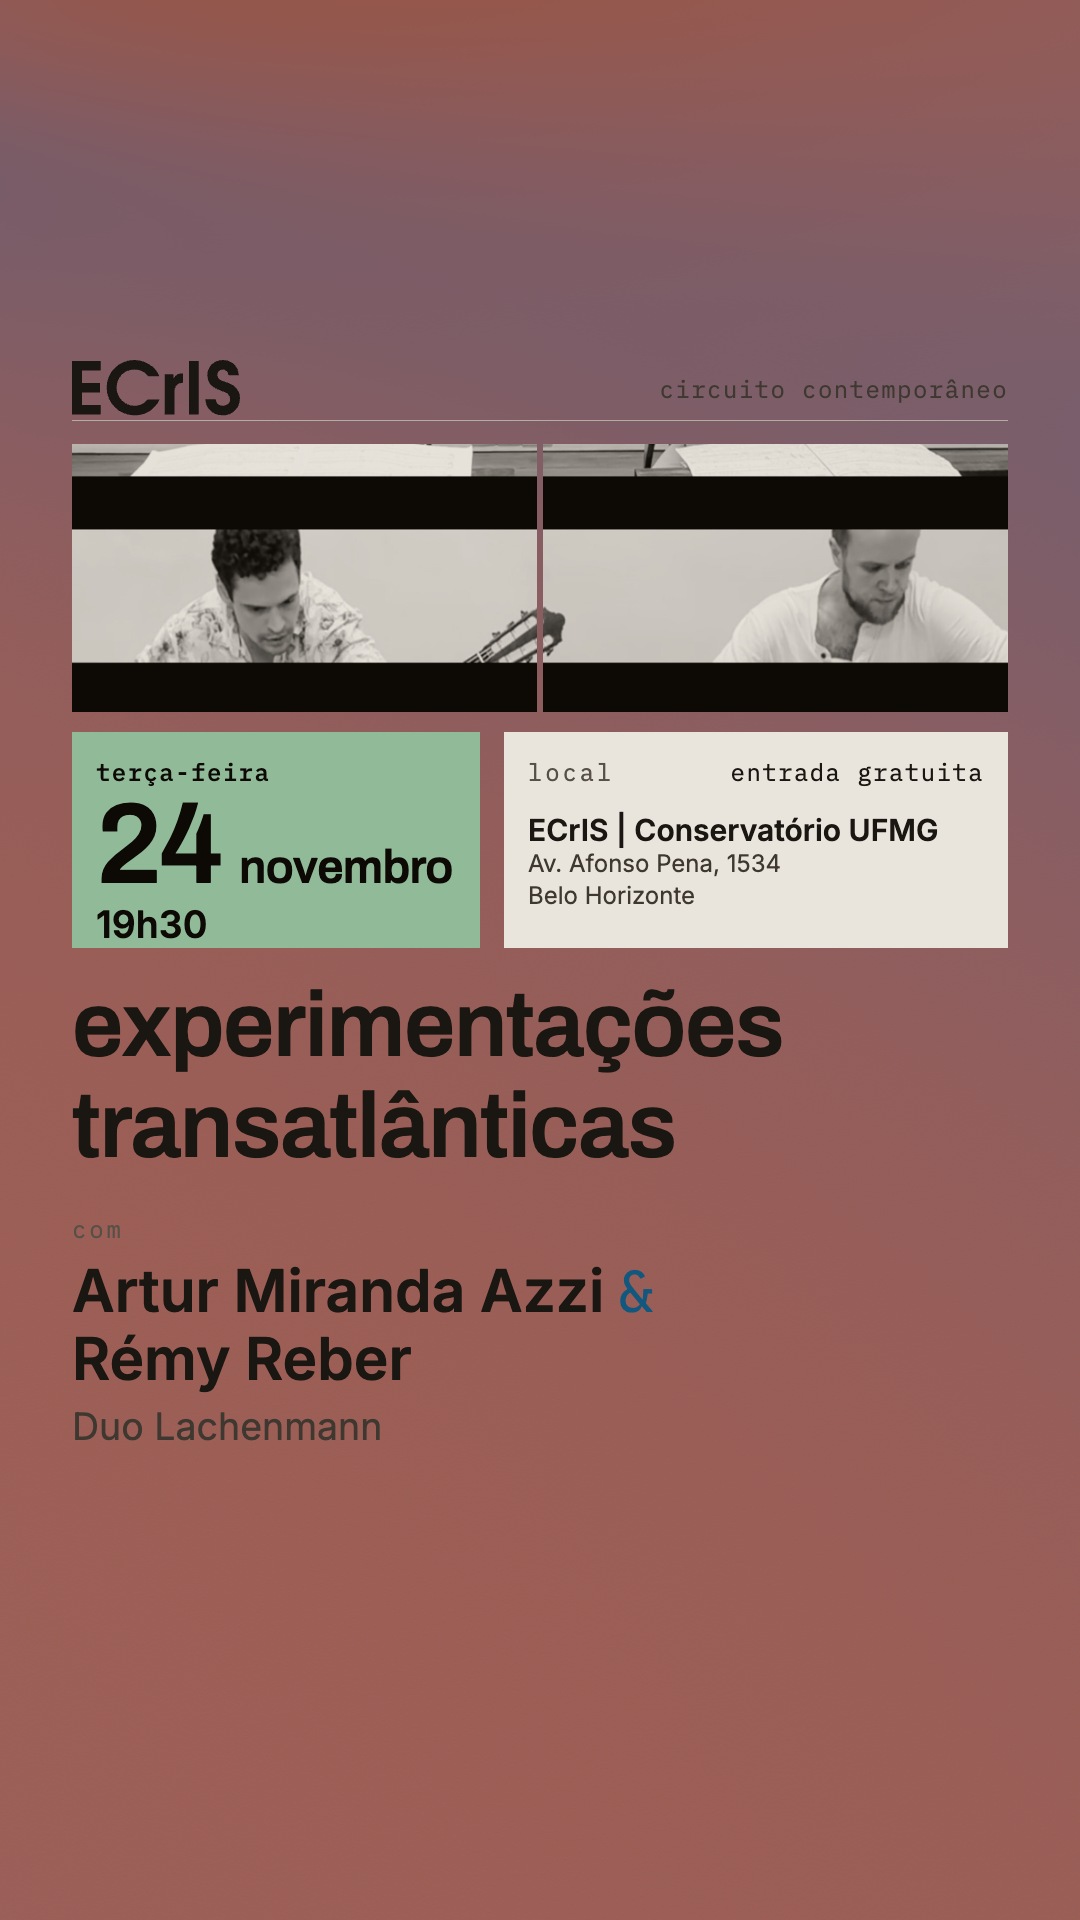 ECrIS
circuito contemporâneo
terça-feira
24 novembro
19h30
local
entrada gratuita
ECrIS | Conservatório UFMG
Av. Afonso Pena, 1534
Belo Horizonte
experimentações
transatlânticas
com
Artur Miranda Azzi &
Rémy Reber
Duo Lachenmann